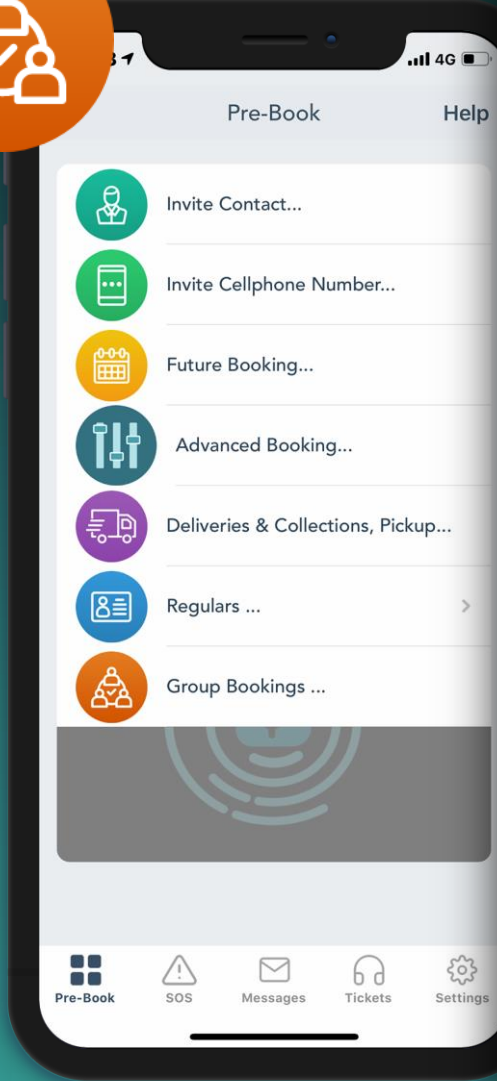 4G
Pre-Book
Help
Invite Contact...
Invite Cellphone Number...
Future Booking...
Advanced Booking...
Deliveries & Collections, Pickup...
Regulars ...
Group Bookings ...
Pre-Book
SOS
Messages
Tickets
Settings